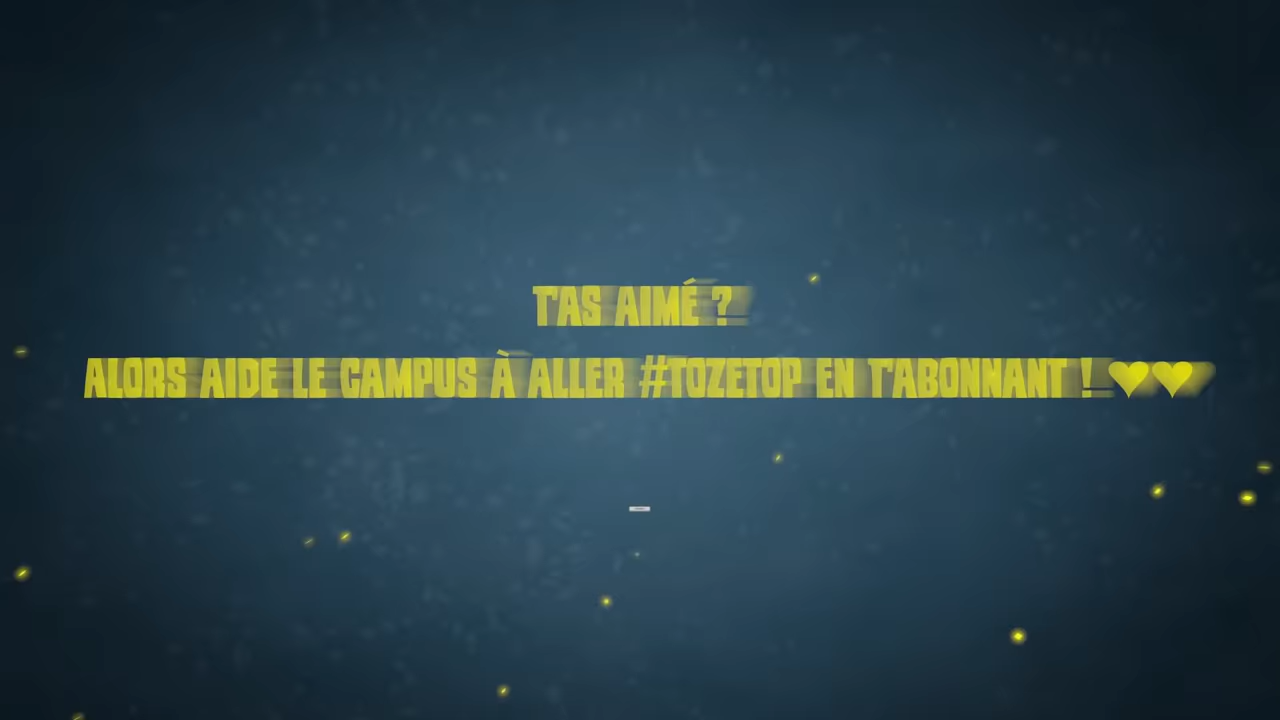 T'AS AIMÉ ?
ALORS AIDE LE CAMPUS À ALLER #TOZETOP EN T'ABONNANT ! ♥♥